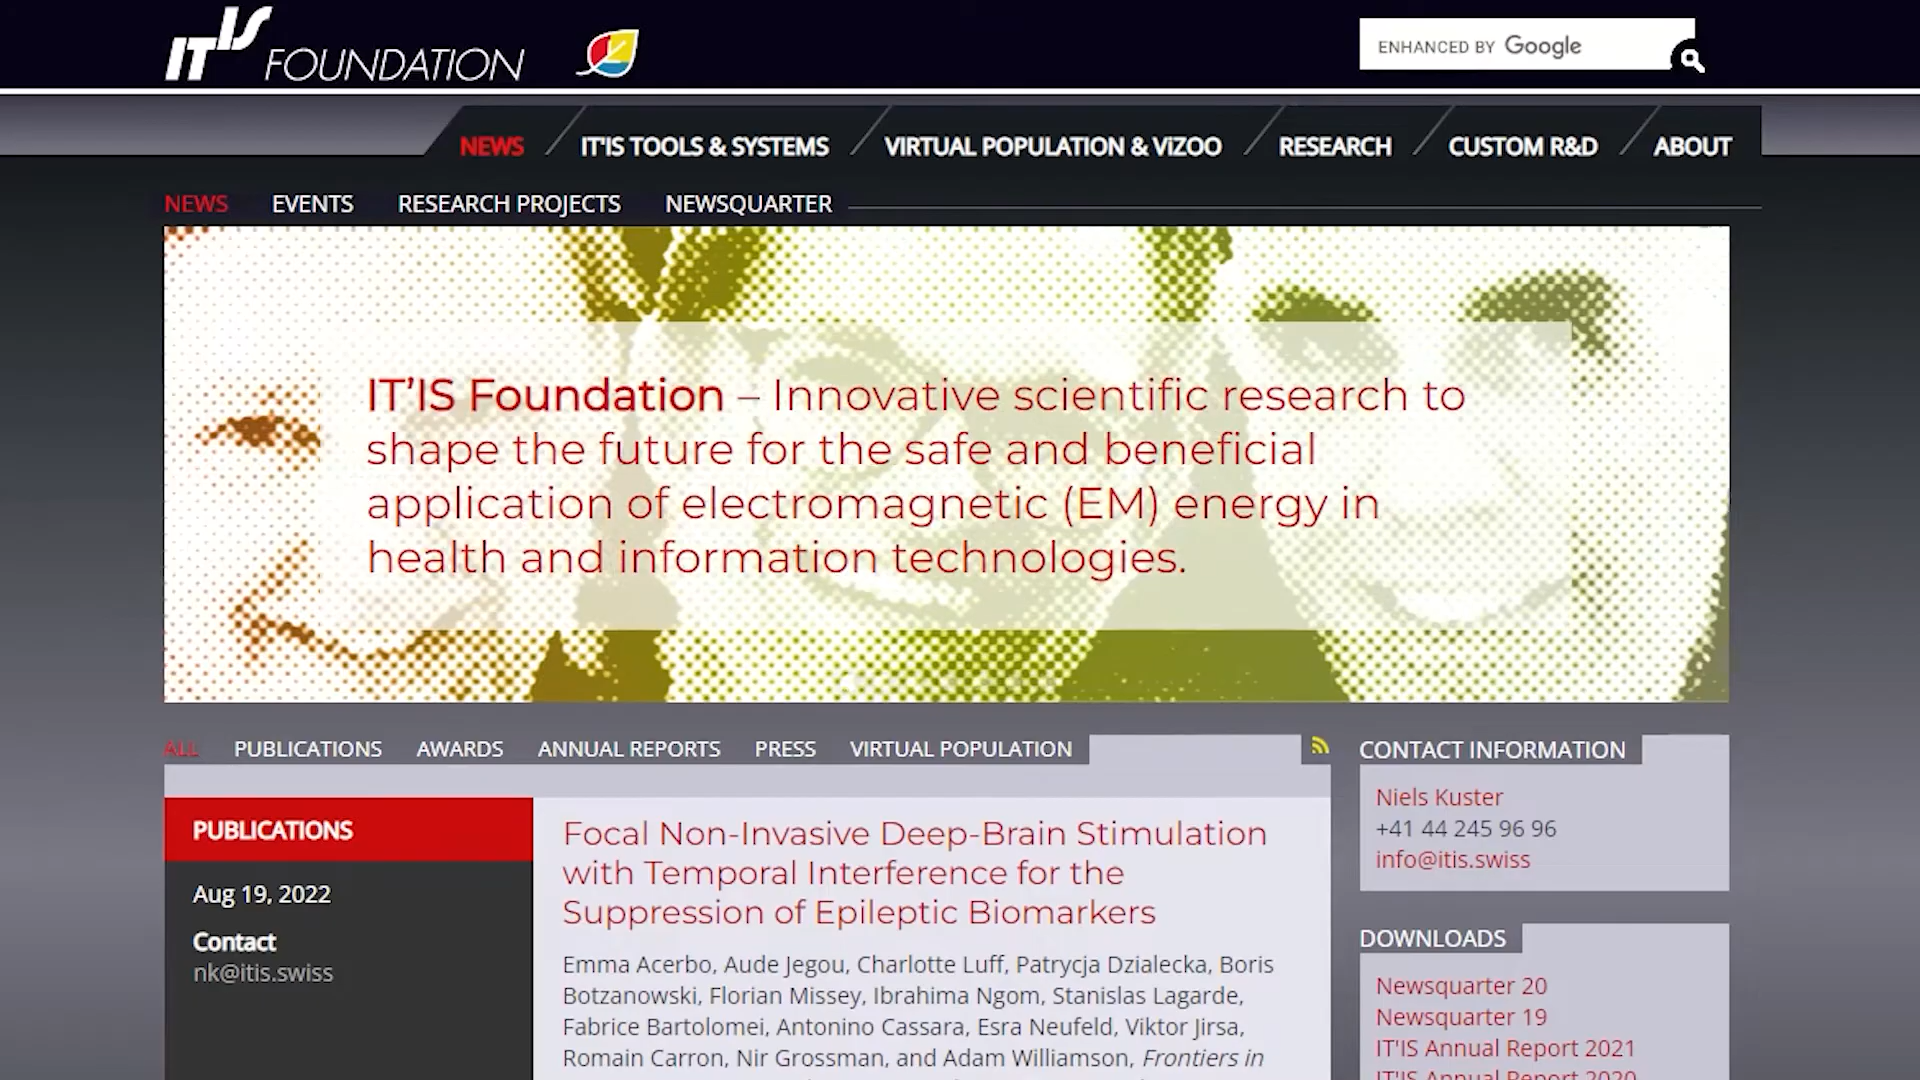 IT'IS FOUNDATION
ENHANCED BY Google
NEWS
IT'IS TOOLS & SYSTEMS
VIRTUAL POPULATION & ViZOO
RESEARCH
CUSTOM R&D
ABOUT
NEWS
EVENTS
RESEARCH PROJECTS
NEWSQUARTER
IT’IS Foundation – Innovative scientific research to
shape the future for the safe and beneficial
application of electromagnetic (EM) energy in
health and information technologies.
ALL
PUBLICATIONS
AWARDS
ANNUAL REPORTS
PRESS
VIRTUAL POPULATION
PUBLICATIONS
Aug 19, 2022
Contact
nk@itis.swiss
Focal Non-Invasive Deep-Brain Stimulation
with Temporal Interference for the
Suppression of Epileptic Biomarkers
Emma Acerbo, Aude Jegou, Charlotte Luff, Patrycja Dzialecka, Boris
Botzanowski, Florian Missey, Ibrahima Ngom, Stanislas Lagarde,
Fabrice Bartolomei, Antonino Cassara, Esra Neufeld, Viktor Jirsa,
Romain Carron, Nir Grossman, and Adam Williamson, Frontiers in
CONTACT INFORMATION
Niels Kuster
+41 44 245 96 96
info@itis.swiss
DOWNLOADS
Newsquarter 20
Newsquarter 19
IT'IS Annual Report 2021
IT'IS Annual Report 2020